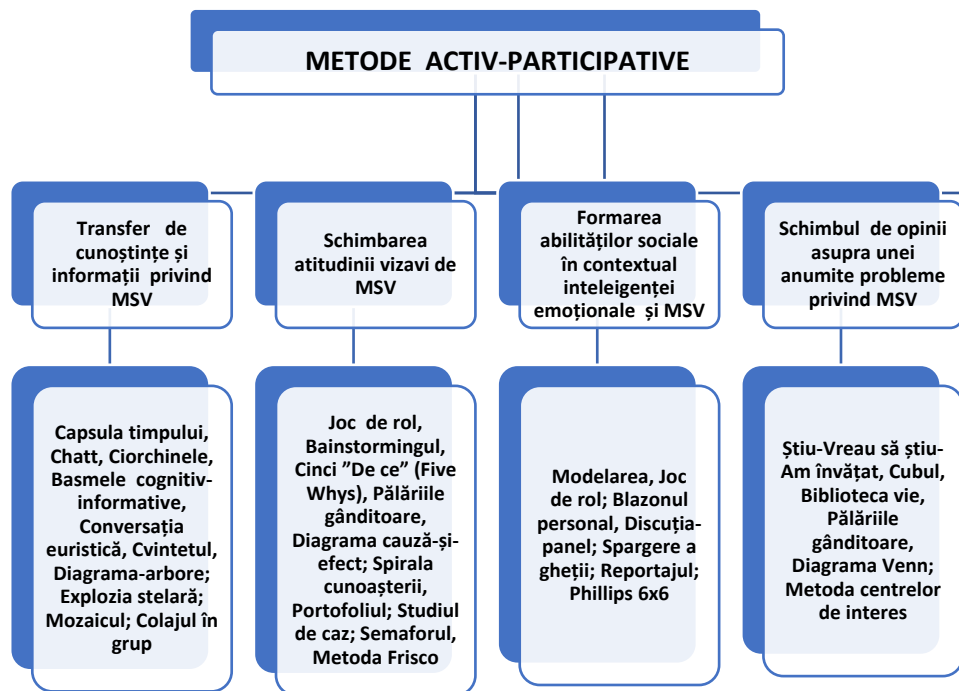 METODE ACTIV-PARTICIPATIVE
Transfer de
cunoștințe și
informații privind
MSV
Schimbarea
atitudinii vizavi de
MSV
Formarea
abilităților sociale
în contextual
inteleigenței
emoționale și MSV
Schimbul de opinii
asupra unei
anumite probleme
privind MSV
Capsula timpului,
Chatt, Ciorchinele,
Basmele cognitiv-
informative,
Conversația
euristică, Cvintetul,
Diagrama-arbore;
Explozia stelară;
Mozaicul; Colajul în
grup
Joc de rol,
Bainstormingul,
Cinci ”De ce” (Five
Whys), Pălăriile
gânditoare,
Diagrama cauză-și-
efect; Spirala
cunoașterii,
Portofoliul; Studiul
de caz; Semaforul,
Metoda Frisco
Modelarea, Joc
de rol; Blazonul
personal, Discuția-
panel; Spargere a
gheții; Reportajul;
Phillips 6x6
Știu-Vreau să știu-
Am învățat, Cubul,
Biblioteca vie,
Pălăriile
gânditoare,
Diagrama Venn;
Metoda centrelor
de interes